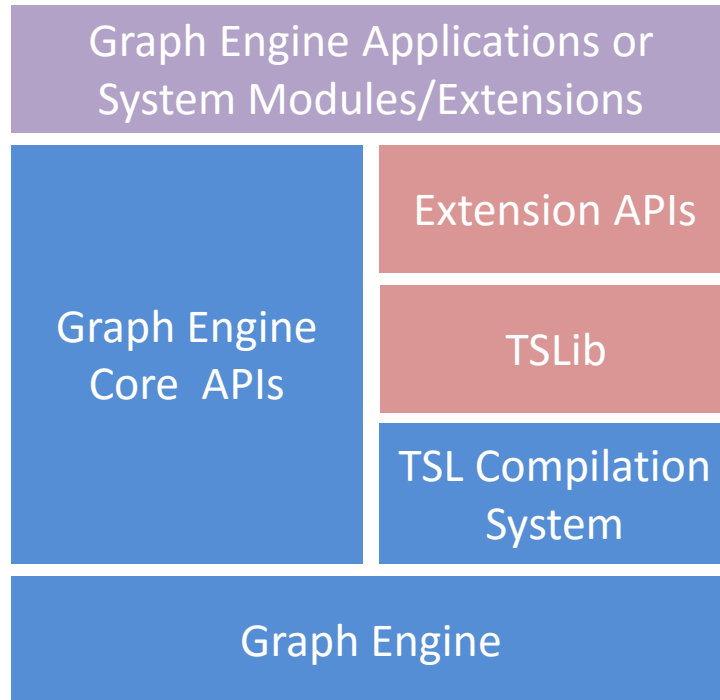 Graph Engine Applications or
System Modules/Extensions
Graph Engine
Core APIs
Extension APIs
TSLib
TSL Compilation
System
Graph Engine